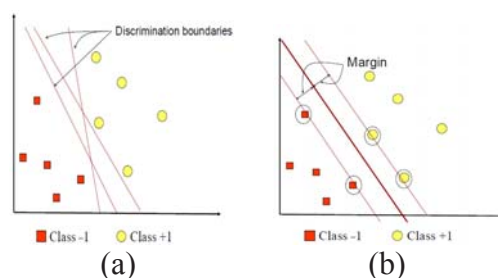 Discrimination boundaries
Class -1 Class +1
(a)
Margin
Class -1 Class +1
(b)